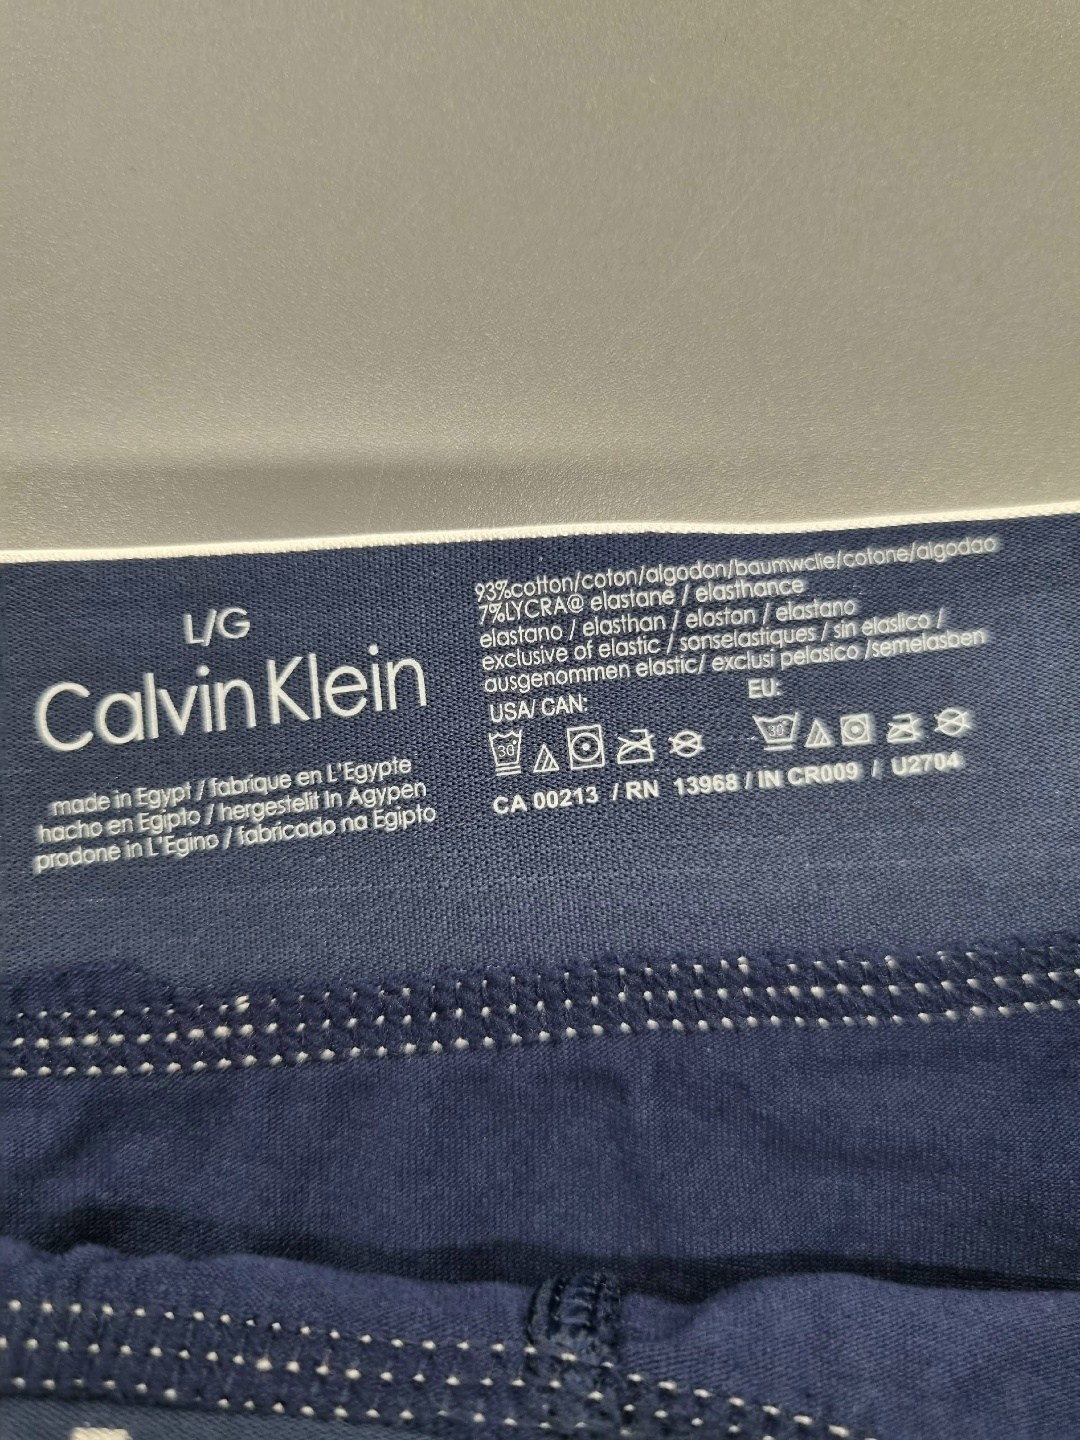 L/G
Calvin Klein
made in Egypt / fabrique en L'Egypte
hacho en Egipto / hergestelit In Agypen
prodone in L'Egino / fabricado na Egipto
93%cotton/coton/algodon/baumwclie/cotone/algodao
7%LYCRA@ elastane / elasthance
elastano / elasthan / eloston / elastano
exclusive of elastic / sonselastiques / sin elaslico /
ausgenommen elastic/ exclusi pelasico /semelasben
USA/ CAN:
EU:
30
30
CA 00213 / RN 13968 / IN CR009 / U2704